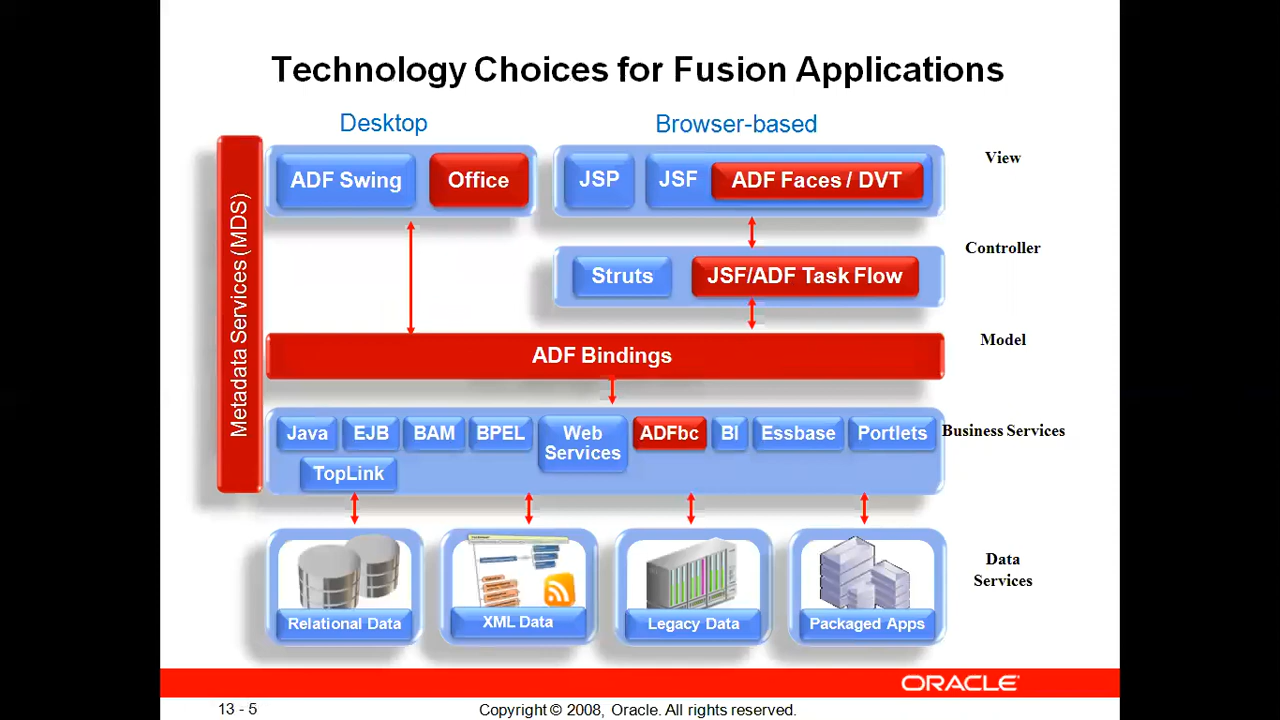 Technology Choices for Fusion Applications
Desktop
Browser-based
Metadata Services (MDS)
ADF Swing
Office
JSP
JSF
ADF Faces / DVT
View
Struts
JSF/ADF Task Flow
Controller
ADF Bindings
Model
Java
EJB
BAM
BPEL
Web
Services
ADFbc
BI
Essbase
Portlets
TopLink
Business Services
Relational Data
XML Data
Legacy Data
Packaged Apps
Data
Services
ORACLE
13 - 5
Copyright © 2008, Oracle. All rights reserved.